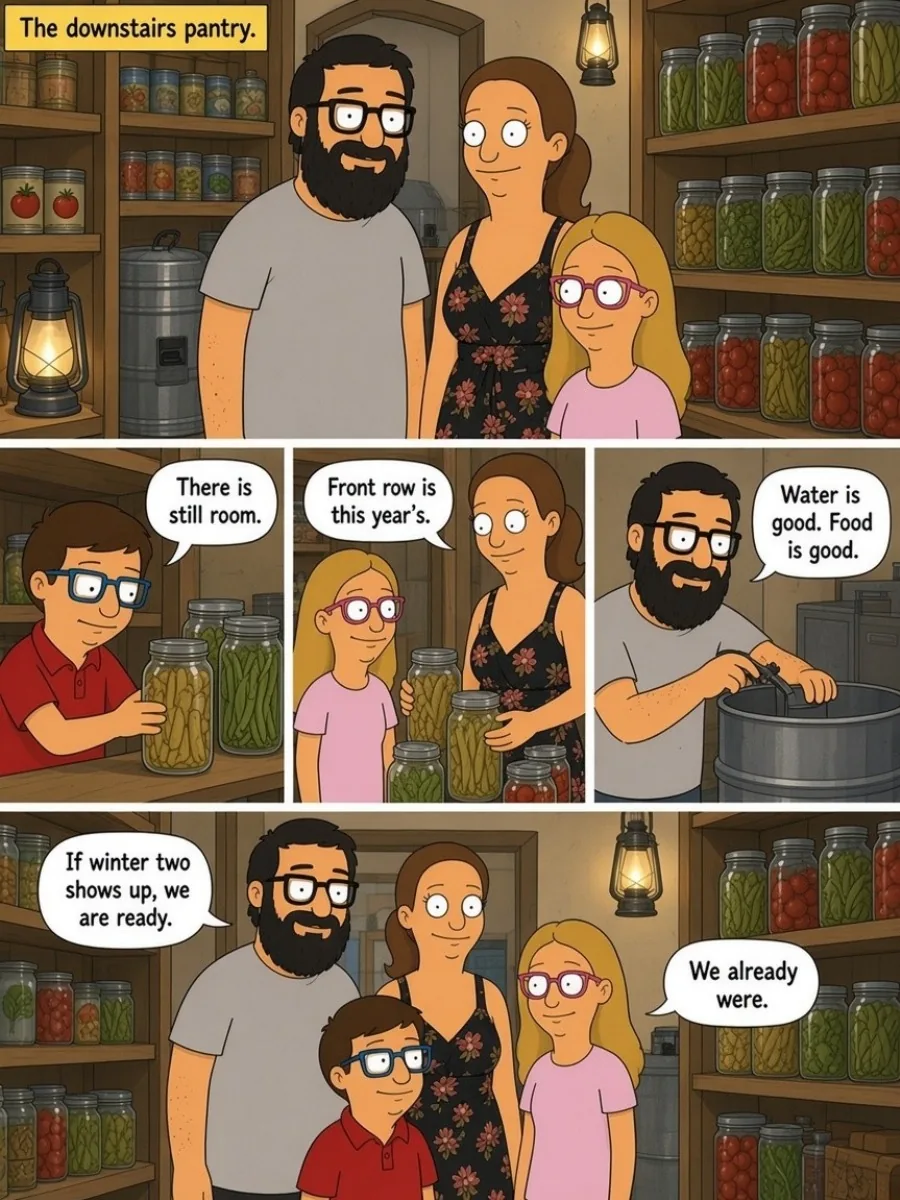 The downstairs pantry.
There is
still room.
Front row is
this year's.
Water is
good. Food
is good.
If winter two
shows up, we
are ready.
We already
were.